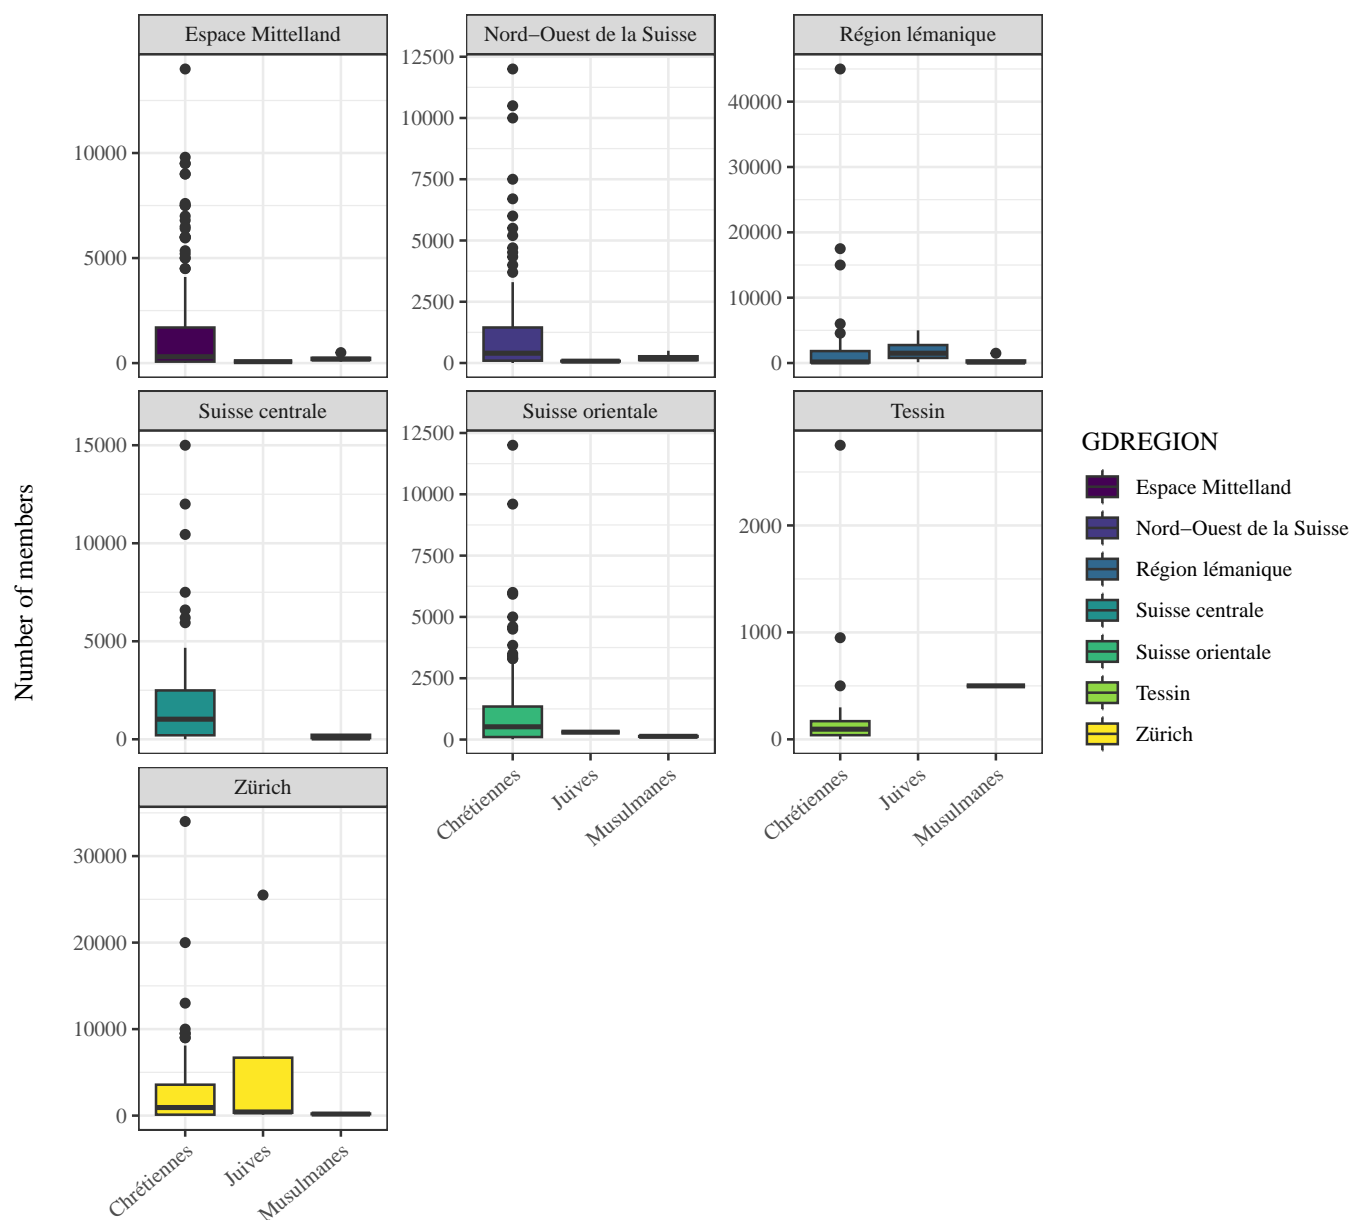 Espace Mittelland
Nord−Ouest de la Suisse
Région lémanique
10000
5000
0
12500
10000
7500
5000
2500
0
40000
30000
20000
10000
0
Suisse centrale
Suisse orientale
Tessin
15000
10000
5000
0
12500
10000
7500
5000
2500
0
2000
1000
0
Chrétiennes
Juives
Musulmanes
Chrétiennes
Juives
Musulmanes
Zürich
30000
20000
10000
0
Chrétiennes
Juives
Musulmanes
Number of members
GDREGION
Espace Mittelland
Nord−Ouest de la Suisse
Région lémanique
Suisse centrale
Suisse orientale
Tessin
Zürich